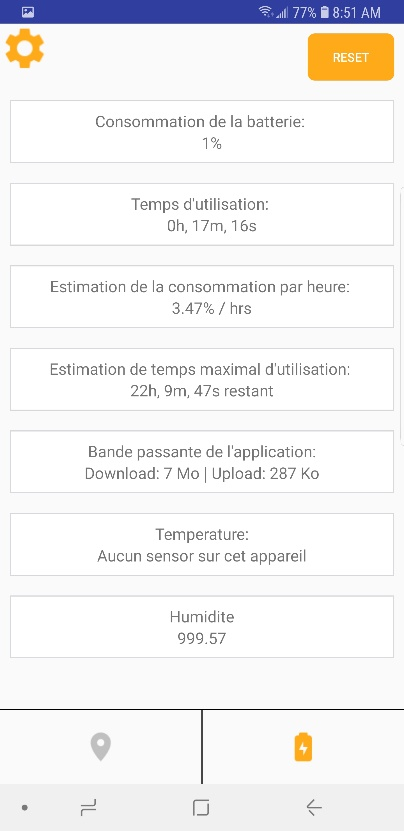 77% 8:51 AM
RESET
Consommation de la batterie:
1%
Temps d'utilisation:
0h, 17m, 16s
Estimation de la consommation par heure:
3.47% / hrs
Estimation de temps maximal d'utilisation:
22h, 9m, 47s restant
Bande passante de l'application:
Download: 7 Mo | Upload: 287 Ko
Temperature:
Aucun sensor sur cet appareil
Humidite
999.57